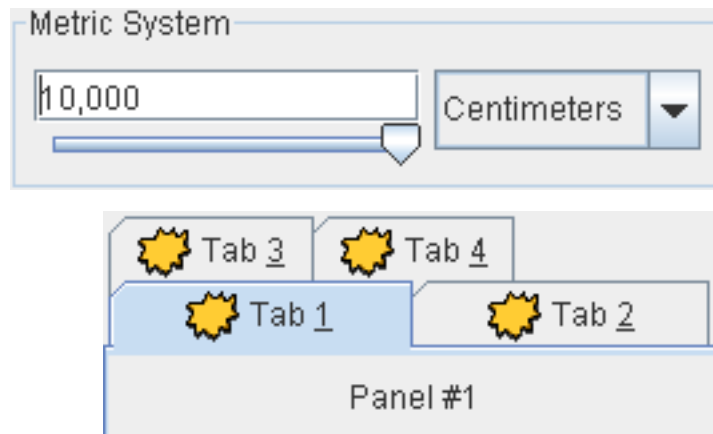 Metric System
10,000
Centimeters
Tab 3 Tab 4
Tab 1 Tab 2
Panel #1